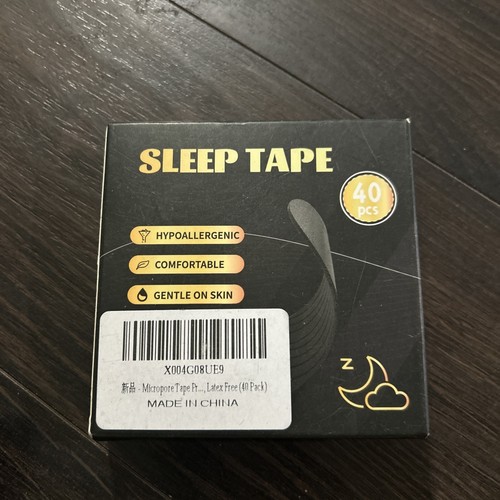 SLEEP TAPE
40
pcs
HYPOALLERGENIC
COMFORTABLE
GENTLE ON SKIN
X004G08UE9
新品 - Micropore Tape Pr..., Latex Free (40 Pack)
MADE IN CHINA
Z